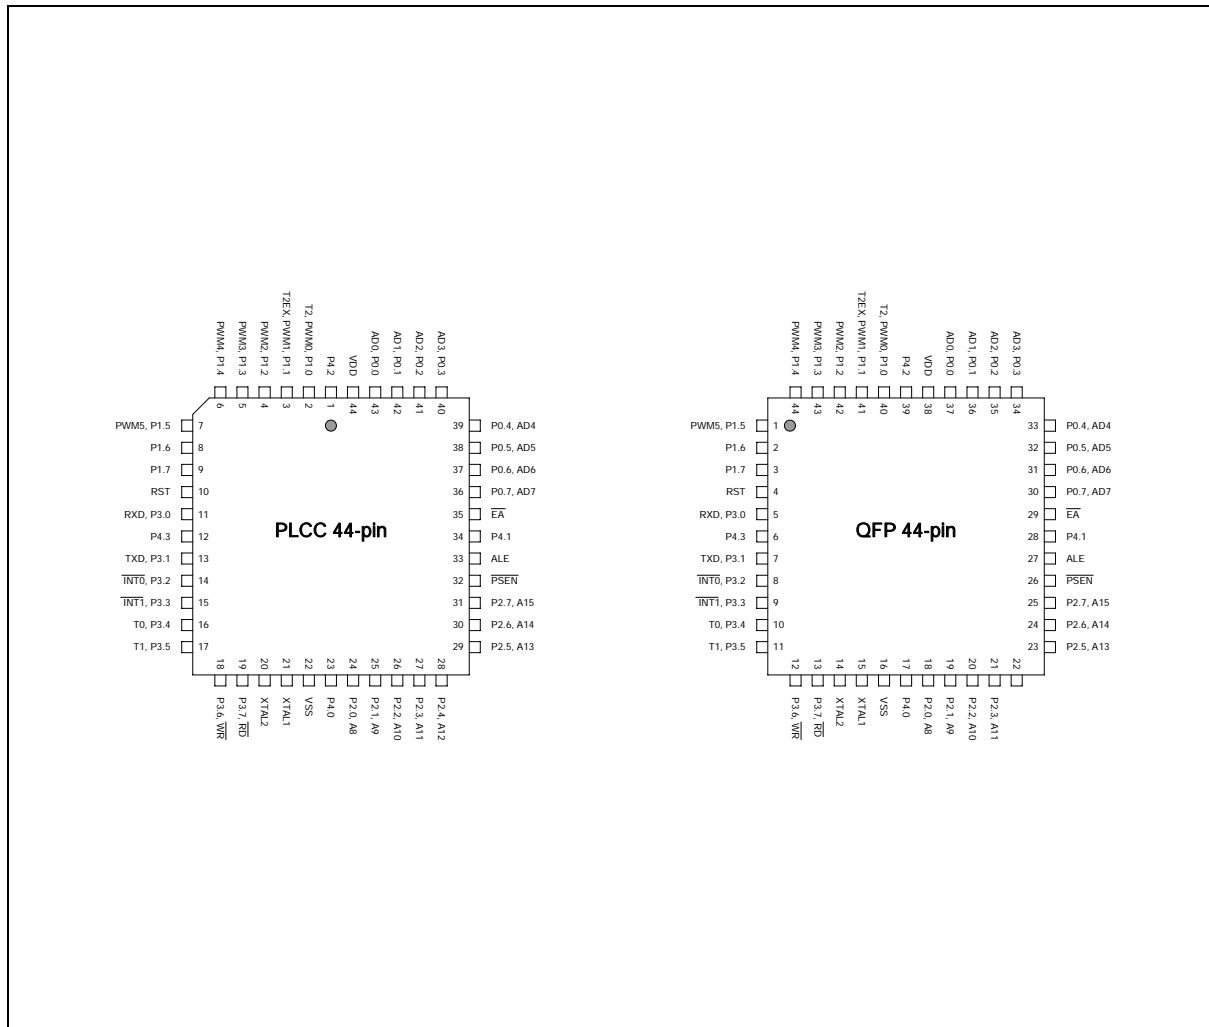 PWM4, P1.4
PWM3, P1.3
PWM2, P1.2
T2EX, PWM1, P1.1
T2, PWM0, P1.0
P4.2
VDD
AD0, P0.0
AD1, P0.1
AD2, P0.2
AD3, P0.3
6
5
4
3
2
1
44
43
42
41
40
PWM5, P1.5 7
P1.6 8
P1.7 9
RST 10
RXD, P3.0 11
P4.3 12
TXD, P3.1 13
INT0, P3.2 14
INT1, P3.3 15
T0, P3.4 16
T1, P3.5 17
PLCC 44-pin
39 P0.4, AD4
38 P0.5, AD5
37 P0.6, AD6
36 P0.7, AD7
35 EA
34 P4.1
33 ALE
32 PSEN
31 P2.7, A15
30 P2.6, A14
29 P2.5, A13
18
19
20
21
22
23
24
25
26
27
28
P3.6, WR
P3.7, RD
XTAL2
XTAL1
VSS
P4.0
P2.0, A8
P2.1, A9
P2.2, A10
P2.3, A11
P2.4, A12
PWM4, P1.4
PWM3, P1.3
PWM2, P1.2
T2EX, PWM1, P1.1
T2, PWM0, P1.0
P4.2
VDD
AD0, P0.0
AD1, P0.1
AD2, P0.2
AD3, P0.3
44
43
42
41
40
39
38
37
36
35
34
PWM5, P1.5 1
P1.6 2
P1.7 3
RST 4
RXD, P3.0 5
P4.3 6
TXD, P3.1 7
INT0, P3.2 8
INT1, P3.3 9
T0, P3.4 10
T1, P3.5 11
QFP 44-pin
33 P0.4, AD4
32 P0.5, AD5
31 P0.6, AD6
30 P0.7, AD7
29 EA
28 P4.1
27 ALE
26 PSEN
25 P2.7, A15
24 P2.6, A14
23 P2.5, A13
12
13
14
15
16
17
18
19
20
21
22
P3.6, WR
P3.7, RD
XTAL2
XTAL1
VSS
P4.0
P2.0, A8
P2.1, A9
P2.2, A10
P2.3, A11